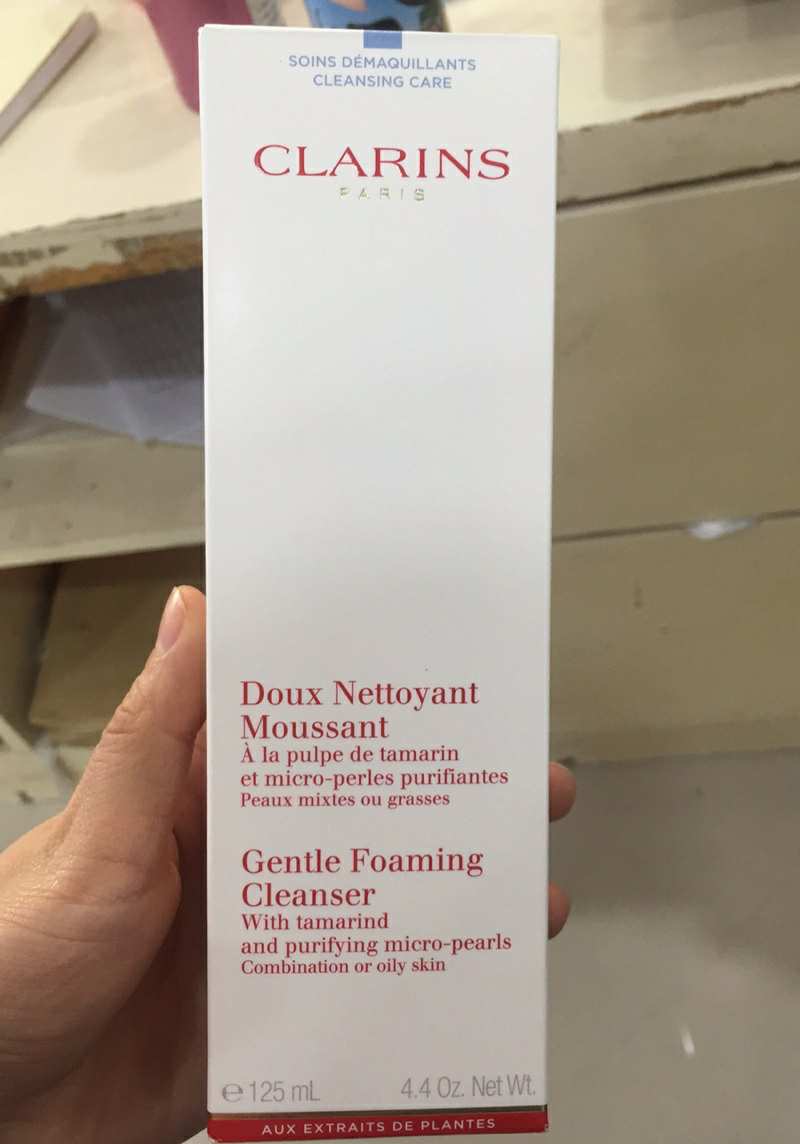 SOINS DÉMAQUILLANTS
CLEANSING CARE
CLARINS
PARIS
Doux Nettoyant
Moussant
À la pulpe de tamarin
et micro-perles purifiantes
Peaux mixtes ou grasses
Gentle Foaming
Cleanser
With tamarind
and purifying micro-pearls
Combination or oily skin
℮ 125 mL 4.4 Oz. Net Wt.
AUX EXTRAITS DE PLANTES